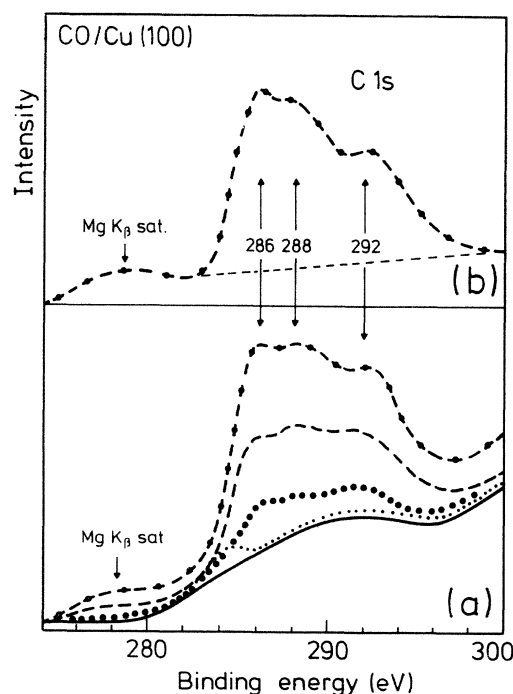 CO/Cu(100)
C 1s
Intensity
Mg Kβ sat.
286 288 292
(b)
Mg Kβ sat
(a)
280 290 300
Binding energy (eV)